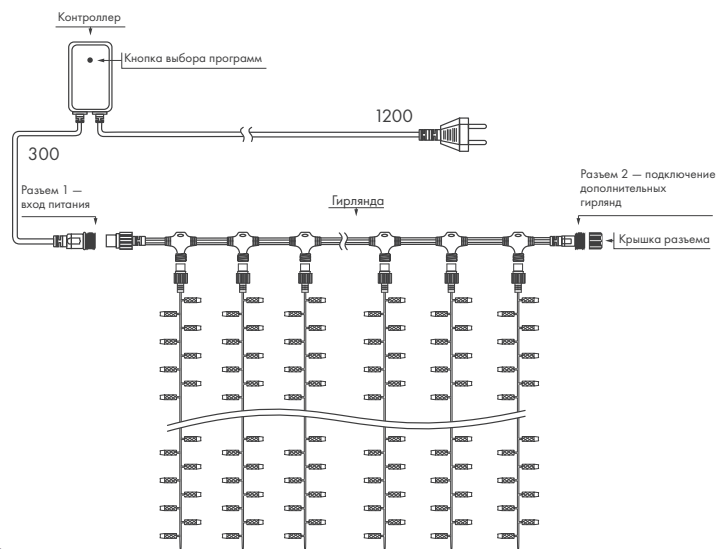 Контроллер
Кнопка выбора программ
1200
300
Разъем 1 —
вход питания
Гирлянда
Разъем 2 — подключение
дополнительных
гирлянд
Крышка разъема